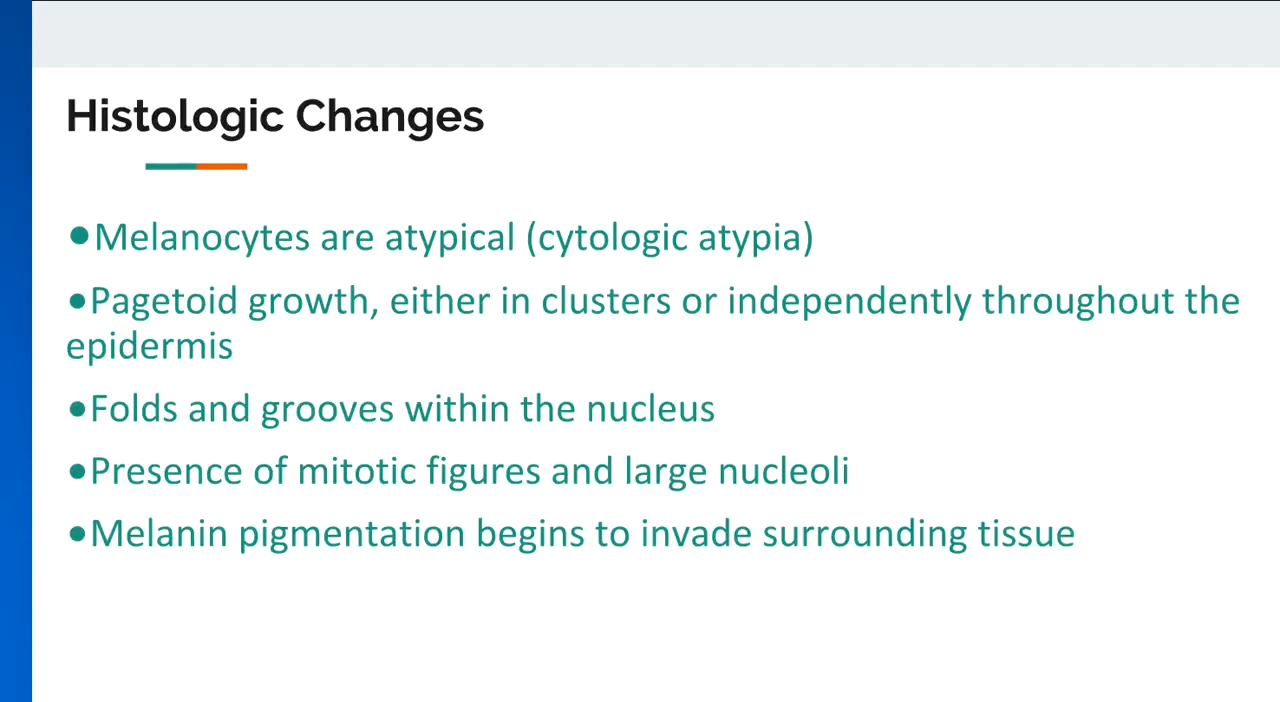 Histologic Changes
●Melanocytes are atypical (cytologic atypia)
●Pagetoid growth, either in clusters or independently throughout the
epidermis
●Folds and grooves within the nucleus
●Presence of mitotic figures and large nucleoli
●Melanin pigmentation begins to invade surrounding tissue